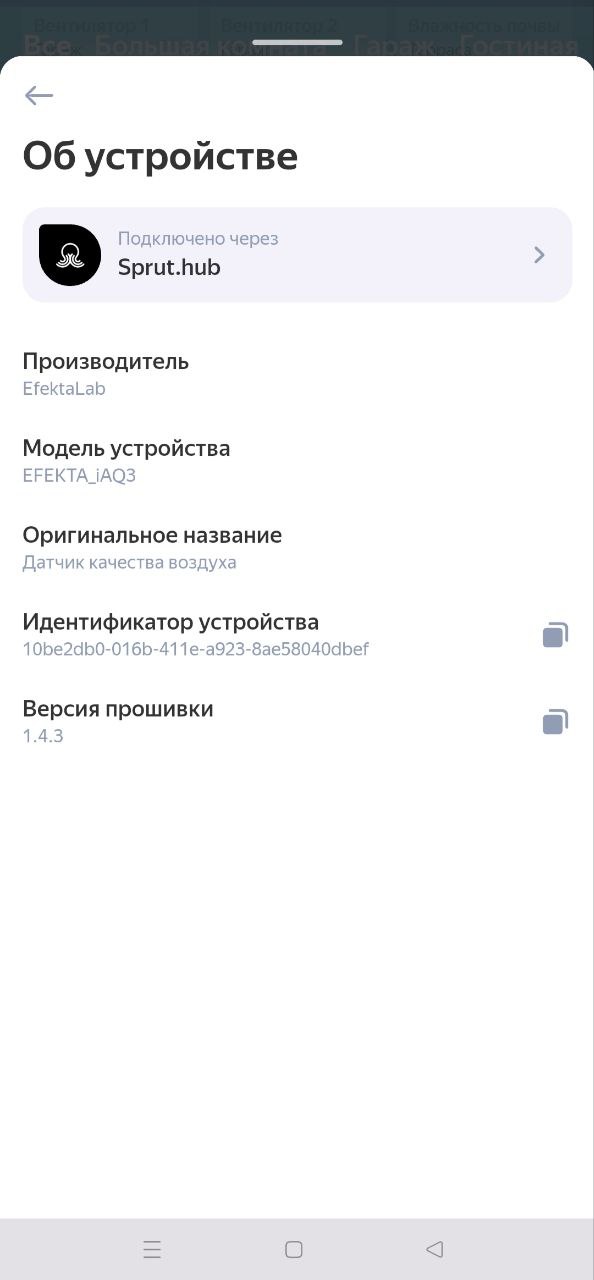 Вентилятор 1
Вентилятор 2
Влажность почвы
Все
Большая комната
Гараж
Гостиная
Об устройстве
Подключено через
Sprut.hub
Производитель
EfektaLab
Модель устройства
EFEKTA_iAQ3
Оригинальное название
Датчик качества воздуха
Идентификатор устройства
10be2db0-016b-411e-a923-8ae58040dbef
Версия прошивки
1.4.3